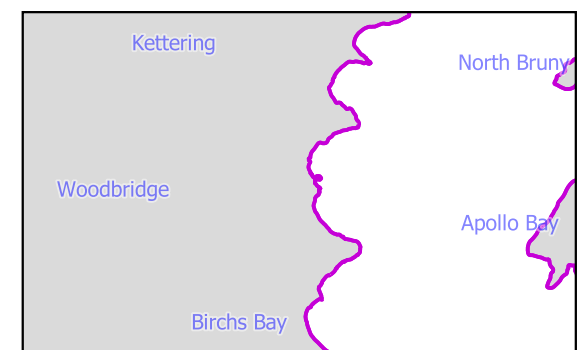 Kettering
North Bruny
Woodbridge
Apollo Bay
Birchs Bay